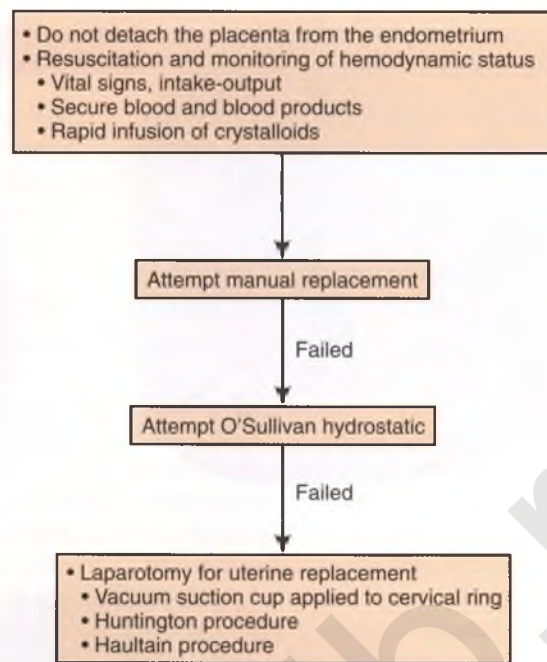 • Do not detach the placenta from the endometrium
• Resuscitation and monitoring of hemodynamic status
• Vital signs, intake-output
• Secure blood and blood products
• Rapid infusion of crystalloids
Attempt manual replacement
Failed
Attempt O'Sullivan hydrostatic
Failed
• Laparotomy for uterine replacement
• Vacuum suction cup applied to cervical ring
• Huntington procedure
• Haultain procedure